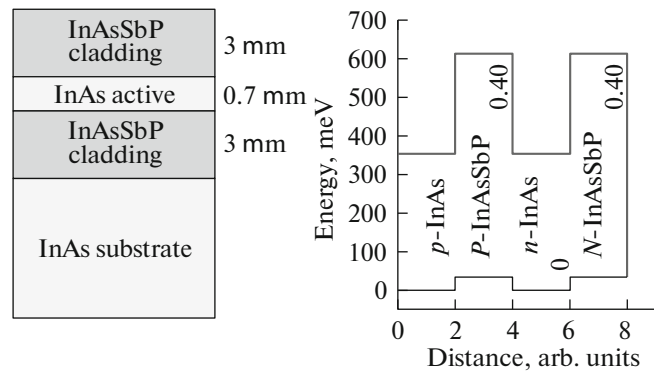 InAsSbP
cladding
3 mm
InAs active
0.7 mm
InAsSbP
cladding
3 mm
InAs substrate
Energy, meV
700
600
500
400
300
200
100
0
p-InAs
P-InAsSbP
0.40
n-InAs
0
N-InAsSbP
0.40
0
2
4
6
8
Distance, arb. units